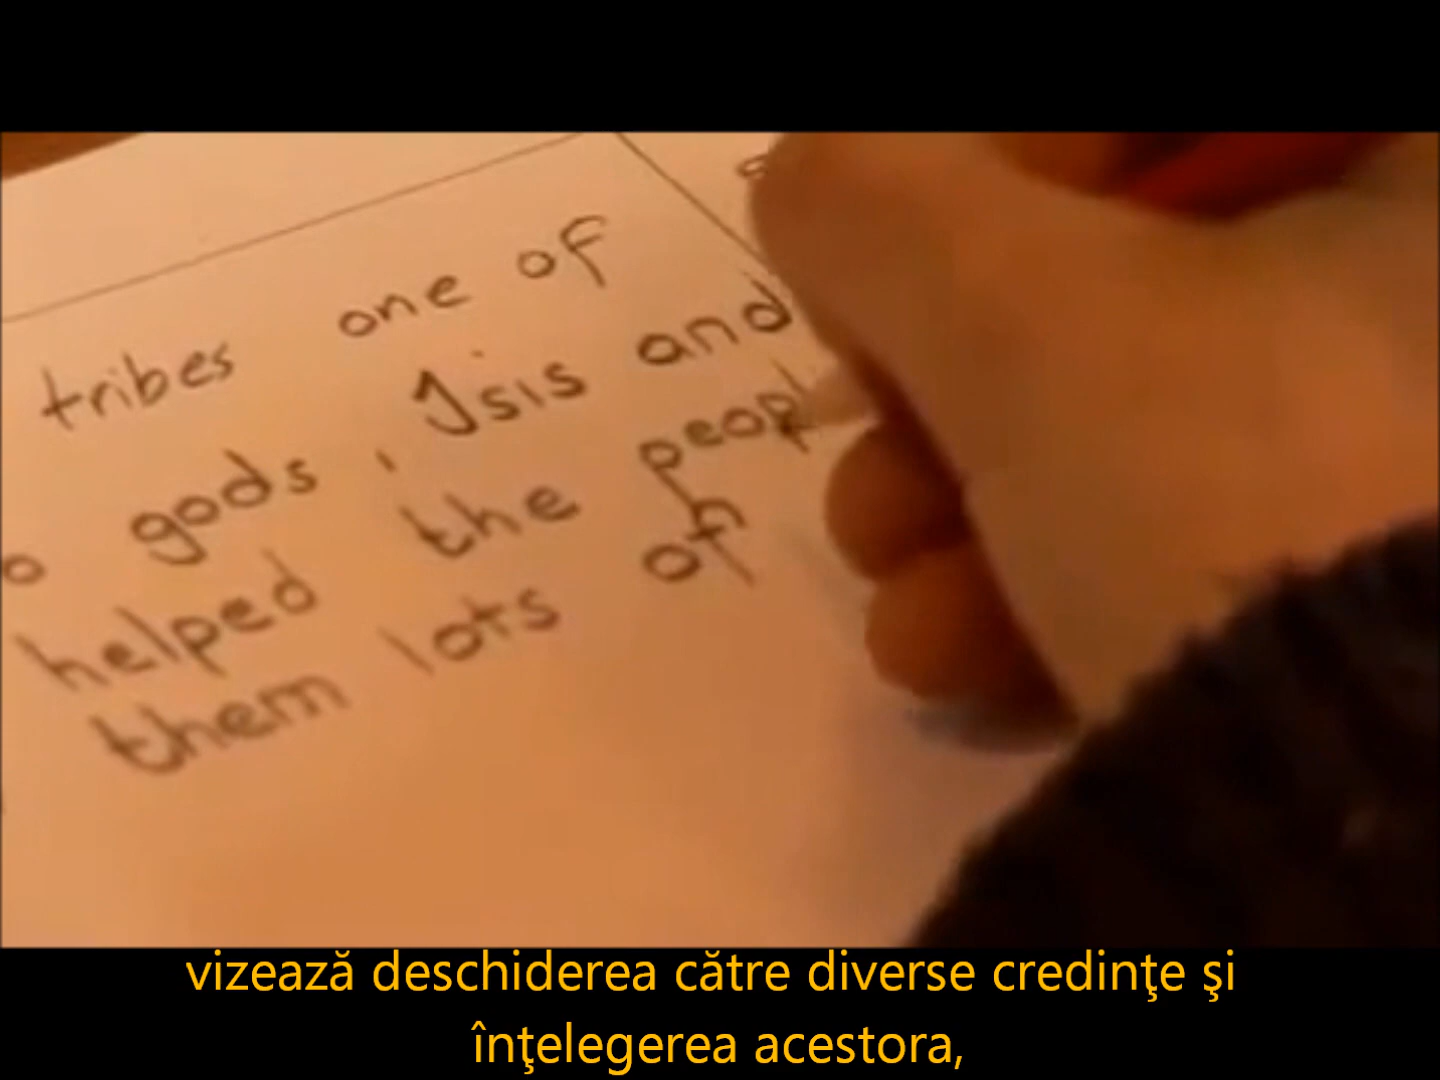 tribes one of
gods, Isis and
helped the peopl
them lots of
vizează deschiderea către diverse credinţe şi
înţelegerea acestora,